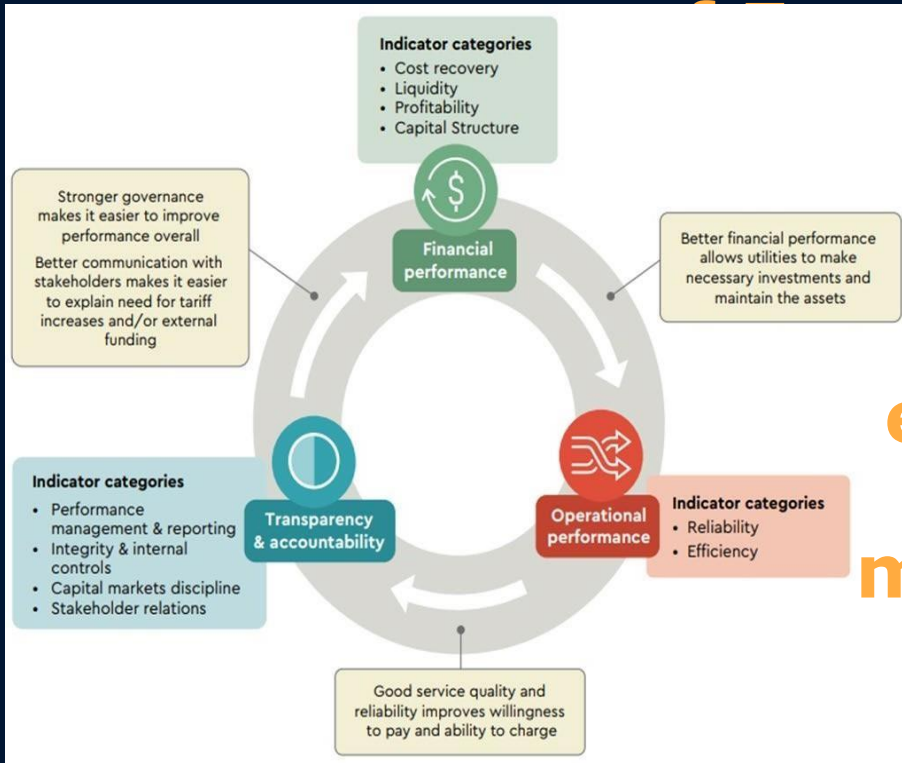 Indicator categories
• Cost recovery
• Liquidity
• Profitability
• Capital Structure
Financial
performance
Stronger governance
makes it easier to improve
performance overall
Better communication with
stakeholders makes it easier
to explain need for tariff
increases and/or external
funding
Better financial performance
allows utilities to make
necessary investments and
maintain the assets
Indicator categories
• Performance
management & reporting
• Integrity & internal
controls
• Capital markets discipline
• Stakeholder relations
Transparency
& accountability
Operational
performance
Indicator categories
• Reliability
• Efficiency
Good service quality and
reliability improves willingness
to pay and ability to charge